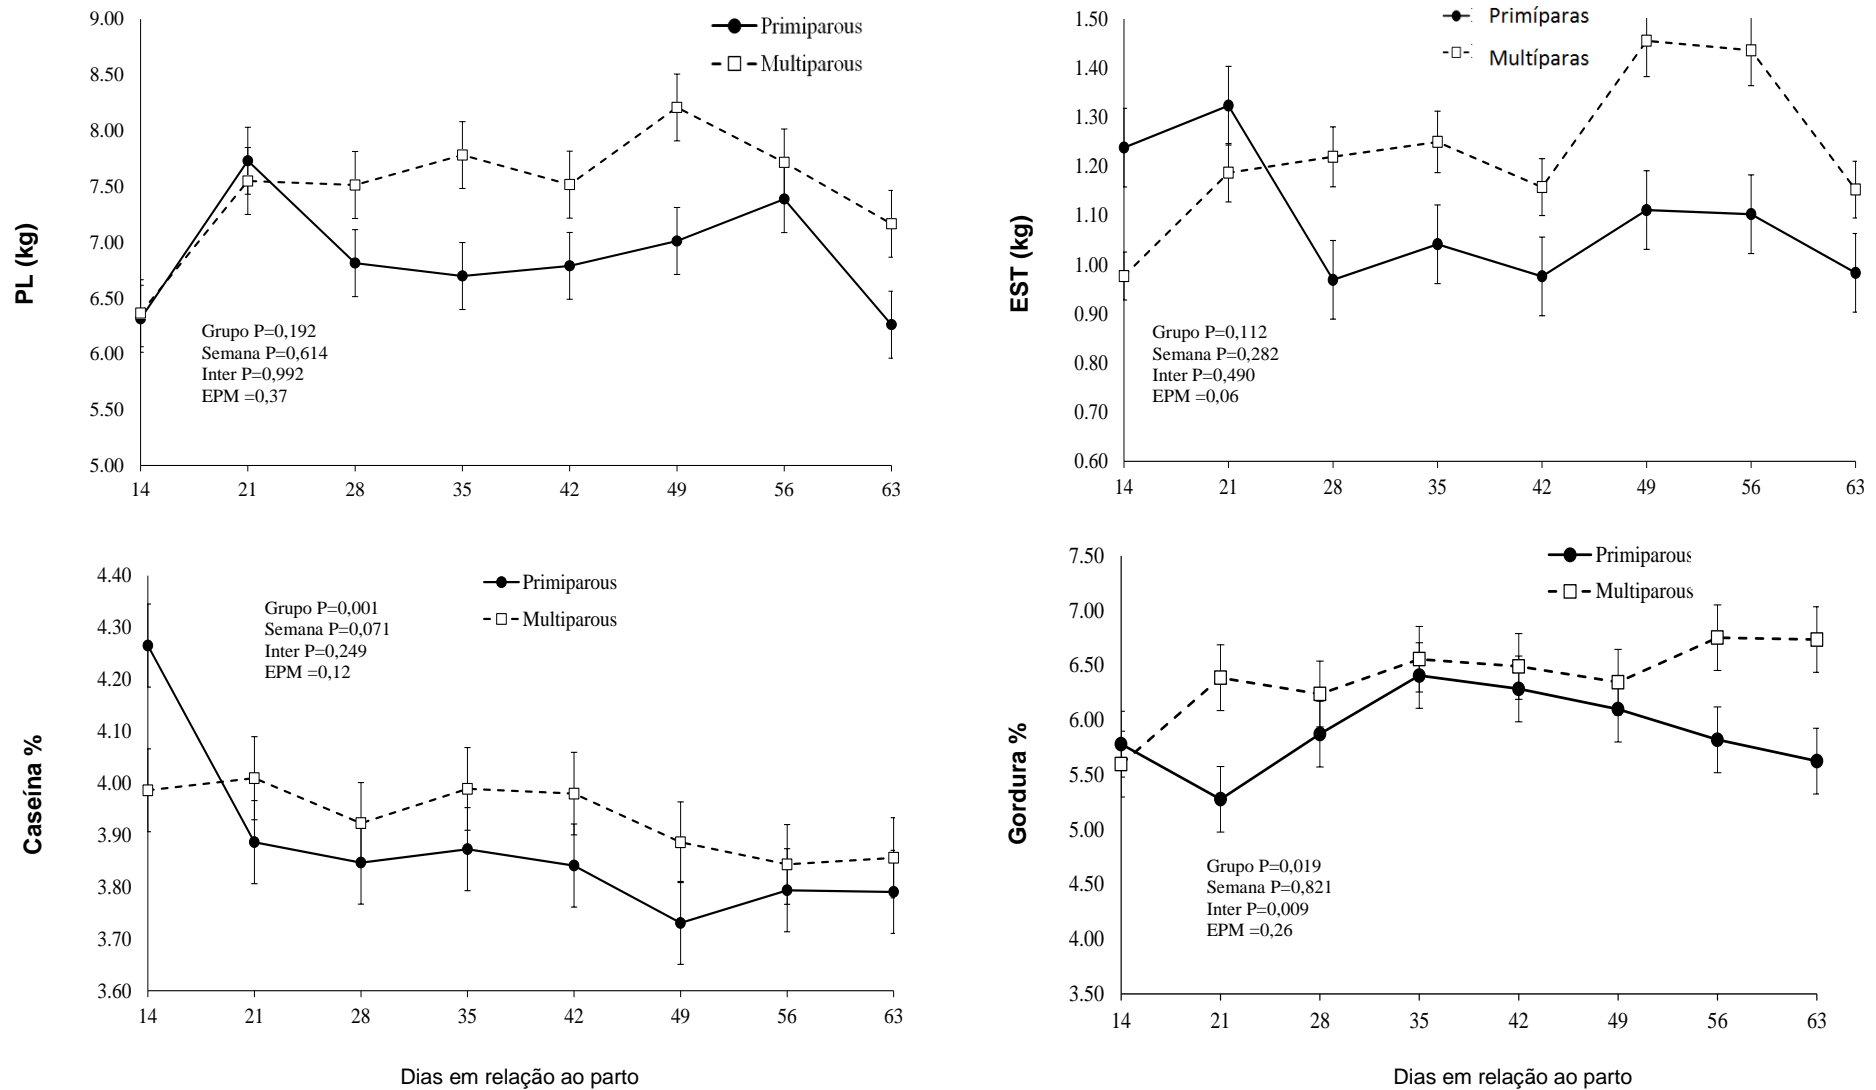 PL (kg)
9.00
8.50
8.00
7.50
7.00
6.50
6.00
5.50
5.00
Primiparous
Multiparous
Grupo P=0,192
Semana P=0,614
Inter P=0,992
EPM =0,37
14 21 28 35 42 49 56 63
EST (kg)
1.50
1.40
1.30
1.20
1.10
1.00
0.90
0.80
0.70
0.60
Primíparas
Multíparas
Grupo P=0,112
Semana P=0,282
Inter P=0,490
EPM =0,06
14 21 28 35 42 49 56 63
Caseína %
4.40
4.30
4.20
4.10
4.00
3.90
3.80
3.70
3.60
Primiparous
Multiparous
Grupo P=0,001
Semana P=0,071
Inter P=0,249
EPM =0,12
14 21 28 35 42 49 56 63
Dias em relação ao parto
Gordura %
7.50
7.00
6.50
6.00
5.50
5.00
4.50
4.00
3.50
Primiparous
Multiparous
Grupo P=0,019
Semana P=0,821
Inter P=0,009
EPM =0,26
14 21 28 35 42 49 56 63
Dias em relação ao parto